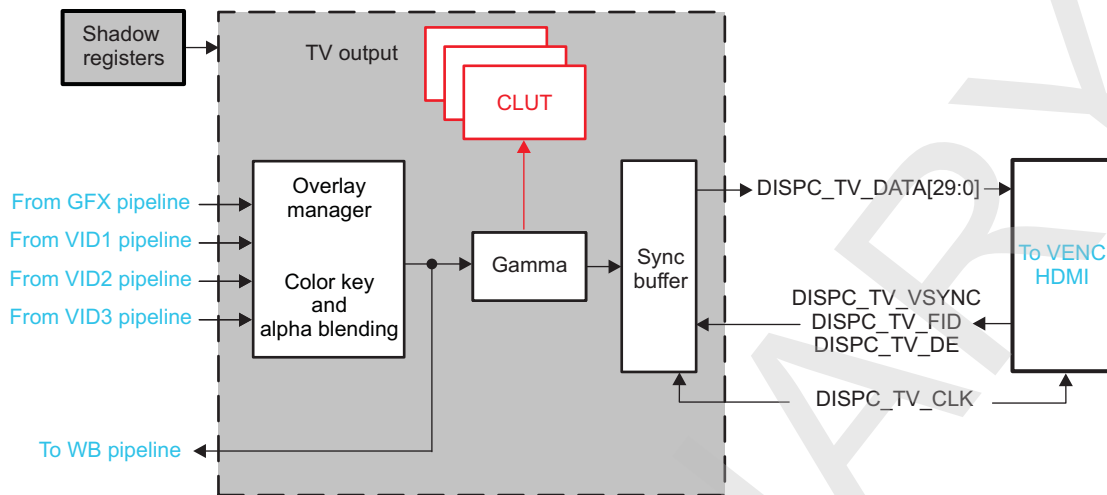 Shadow
registers
TV output
CLUT
From GFX pipeline
From VID1 pipeline
From VID2 pipeline
From VID3 pipeline
Overlay
manager
Color key
and
alpha blending
Gamma
Sync
buffer
DISPC_TV_DATA[29:0]
DISPC_TV_VSYNC
DISPC_TV_FID
DISPC_TV_DE
DISPC_TV_CLK
To VENC
HDMI
To WB pipeline
NARY